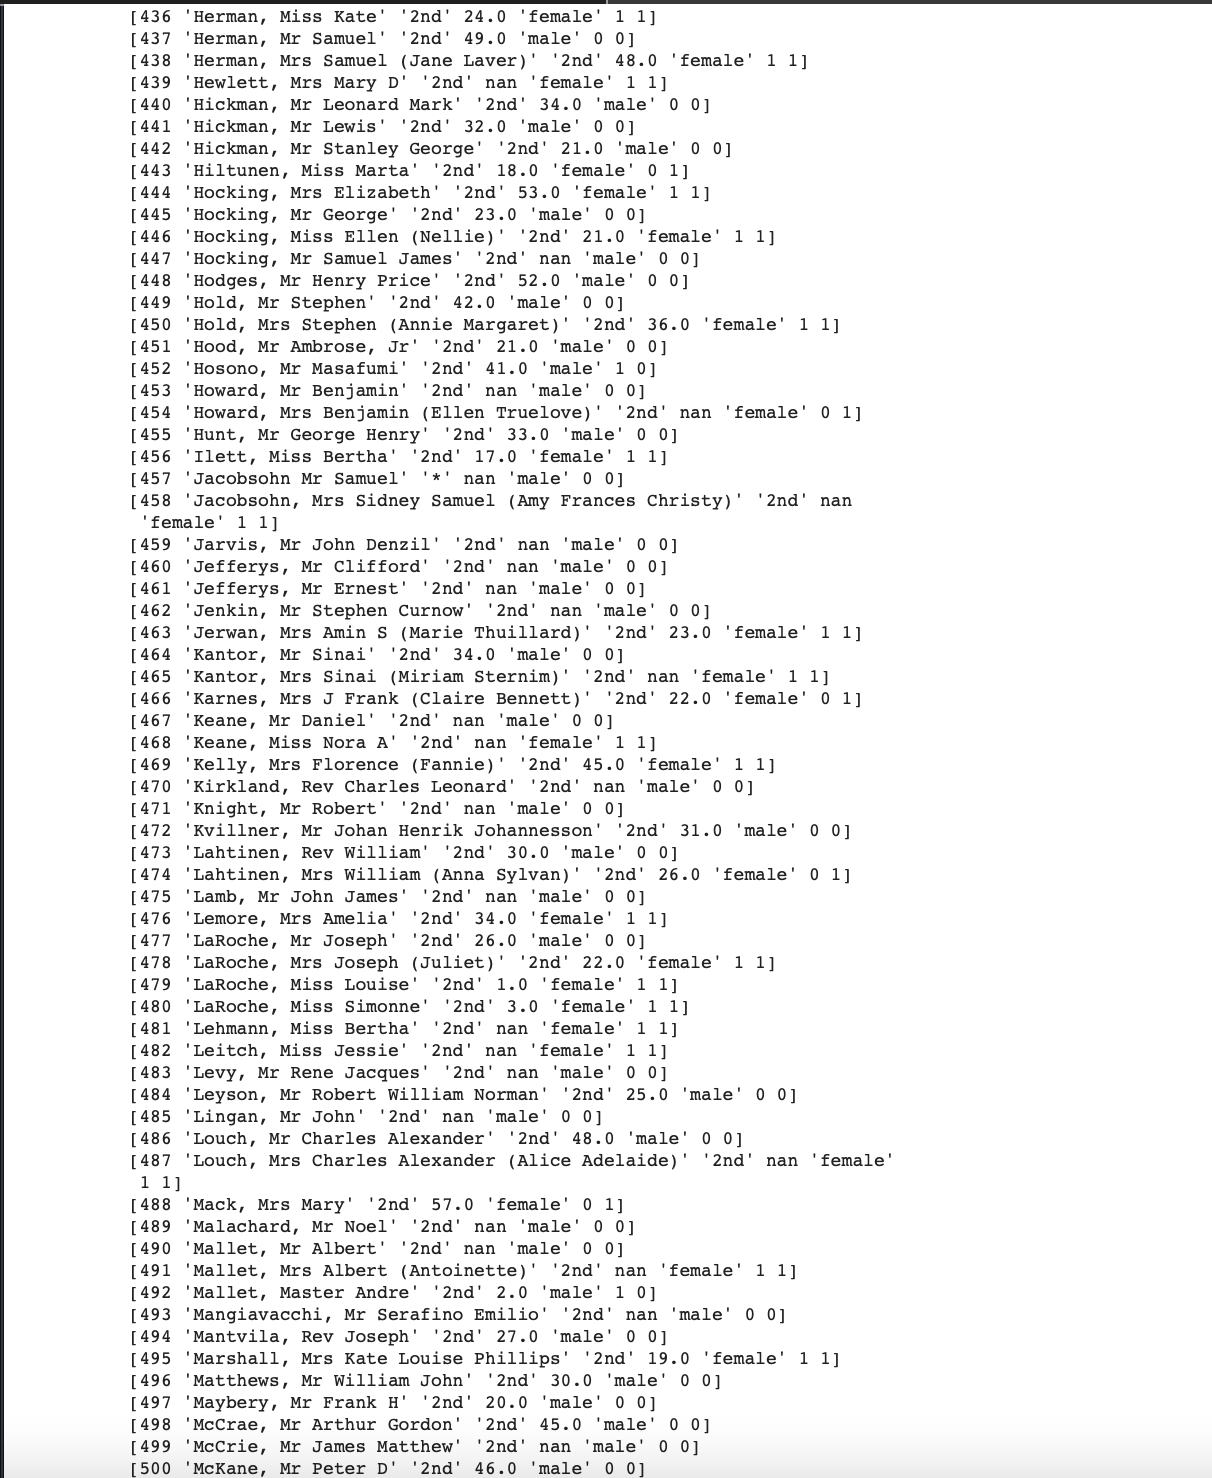 [436 'Herman, Miss Kate' '2nd' 24.0 'female' 1 1]
[437 'Herman, Mr Samuel' '2nd' 49.0 'male' 0 0]
[438 'Herman, Mrs Samuel (Jane Laver)' '2nd' 48.0 'female' 1 1]
[439 'Hewlett, Mrs Mary D' '2nd' nan 'female' 1 1]
[440 'Hickman, Mr Leonard Mark' '2nd' 34.0 'male' 0 0]
[441 'Hickman, Mr Lewis' '2nd' 32.0 'male' 0 0]
[442 'Hickman, Mr Stanley George' '2nd' 21.0 'male' 0 0]
[443 'Hiltunen, Miss Marta' '2nd' 18.0 'female' 0 1]
[444 'Hocking, Mrs Elizabeth' '2nd' 53.0 'female' 1 1]
[445 'Hocking, Mr George' '2nd' 23.0 'male' 0 0]
[446 'Hocking, Miss Ellen (Nellie)' '2nd' 21.0 'female' 1 1]
[447 'Hocking, Mr Samuel James' '2nd' nan 'male' 0 0]
[448 'Hodges, Mr Henry Price' '2nd' 52.0 'male' 0 0]
[449 'Hold, Mr Stephen' '2nd' 42.0 'male' 0 0]
[450 'Hold, Mrs Stephen (Annie Margaret)' '2nd' 36.0 'female' 1 1]
[451 'Hood, Mr Ambrose, Jr' '2nd' 21.0 'male' 0 0]
[452 'Hosono, Mr Masafumi' '2nd' 41.0 'male' 1 0]
[453 'Howard, Mr Benjamin' '2nd' nan 'male' 0 0]
[454 'Howard, Mrs Benjamin (Ellen Truelove)' '2nd' nan 'female' 0 1]
[455 'Hunt, Mr George Henry' '2nd' 33.0 'male' 0 0]
[456 'Ilett, Miss Bertha' '2nd' 17.0 'female' 1 1]
[457 'Jacobsohn Mr Samuel' '*' nan 'male' 0 0]
[458 'Jacobsohn, Mrs Sidney Samuel (Amy Frances Christy)' '2nd' nan
'female' 1 1]
[459 'Jarvis, Mr John Denzil' '2nd' nan 'male' 0 0]
[460 'Jefferys, Mr Clifford' '2nd' nan 'male' 0 0]
[461 'Jefferys, Mr Ernest' '2nd' nan 'male' 0 0]
[462 'Jenkin, Mr Stephen Curnow' '2nd' nan 'male' 0 0]
[463 'Jerwan, Mrs Amin S (Marie Thuillard)' '2nd' 23.0 'female' 1 1]
[464 'Kantor, Mr Sinai' '2nd' 34.0 'male' 0 0]
[465 'Kantor, Mrs Sinai (Miriam Sternim)' '2nd' nan 'female' 1 1]
[466 'Karnes, Mrs J Frank (Claire Bennett)' '2nd' 22.0 'female' 0 1]
[467 'Keane, Mr Daniel' '2nd' nan 'male' 0 0]
[468 'Keane, Miss Nora A' '2nd' nan 'female' 1 1]
[469 'Kelly, Mrs Florence (Fannie)' '2nd' 45.0 'female' 1 1]
[470 'Kirkland, Rev Charles Leonard' '2nd' nan 'male' 0 0]
[471 'Knight, Mr Robert' '2nd' nan 'male' 0 0]
[472 'Kvillner, Mr Johan Henrik Johannesson' '2nd' 31.0 'male' 0 0]
[473 'Lahtinen, Rev William' '2nd' 30.0 'male' 0 0]
[474 'Lahtinen, Mrs William (Anna Sylvan)' '2nd' 26.0 'female' 0 1]
[475 'Lamb, Mr John James' '2nd' nan 'male' 0 0]
[476 'Lemore, Mrs Amelia' '2nd' 34.0 'female' 1 1]
[477 'LaRoche, Mr Joseph' '2nd' 26.0 'male' 0 0]
[478 'LaRoche, Mrs Joseph (Juliet)' '2nd' 22.0 'female' 1 1]
[479 'LaRoche, Miss Louise' '2nd' 1.0 'female' 1 1]
[480 'LaRoche, Miss Simonne' '2nd' 3.0 'female' 1 1]
[481 'Lehmann, Miss Bertha' '2nd' nan 'female' 1 1]
[482 'Leitch, Miss Jessie' '2nd' nan 'female' 1 1]
[483 'Levy, Mr Rene Jacques' '2nd' nan 'male' 0 0]
[484 'Leyson, Mr Robert William Norman' '2nd' 25.0 'male' 0 0]
[485 'Lingan, Mr John' '2nd' nan 'male' 0 0]
[486 'Louch, Mr Charles Alexander' '2nd' 48.0 'male' 0 0]
[487 'Louch, Mrs Charles Alexander (Alice Adelaide)' '2nd' nan 'female'
1 1]
[488 'Mack, Mrs Mary' '2nd' 57.0 'female' 0 1]
[489 'Malachard, Mr Noel' '2nd' nan 'male' 0 0]
[490 'Mallet, Mr Albert' '2nd' nan 'male' 0 0]
[491 'Mallet, Mrs Albert (Antoinette)' '2nd' nan 'female' 1 1]
[492 'Mallet, Master Andre' '2nd' 2.0 'male' 1 0]
[493 'Mangiavacchi, Mr Serafino Emilio' '2nd' nan 'male' 0 0]
[494 'Mantvila, Rev Joseph' '2nd' 27.0 'male' 0 0]
[495 'Marshall, Mrs Kate Louise Phillips' '2nd' 19.0 'female' 1 1]
[496 'Matthews, Mr William John' '2nd' 30.0 'male' 0 0]
[497 'Maybery, Mr Frank H' '2nd' 20.0 'male' 0 0]
[498 'McCrae, Mr Arthur Gordon' '2nd' 45.0 'male' 0 0]
[499 'McCrie, Mr James Matthew' '2nd' nan 'male' 0 0]
[500 'McKane, Mr Peter D' '2nd' 46.0 'male' 0 0]